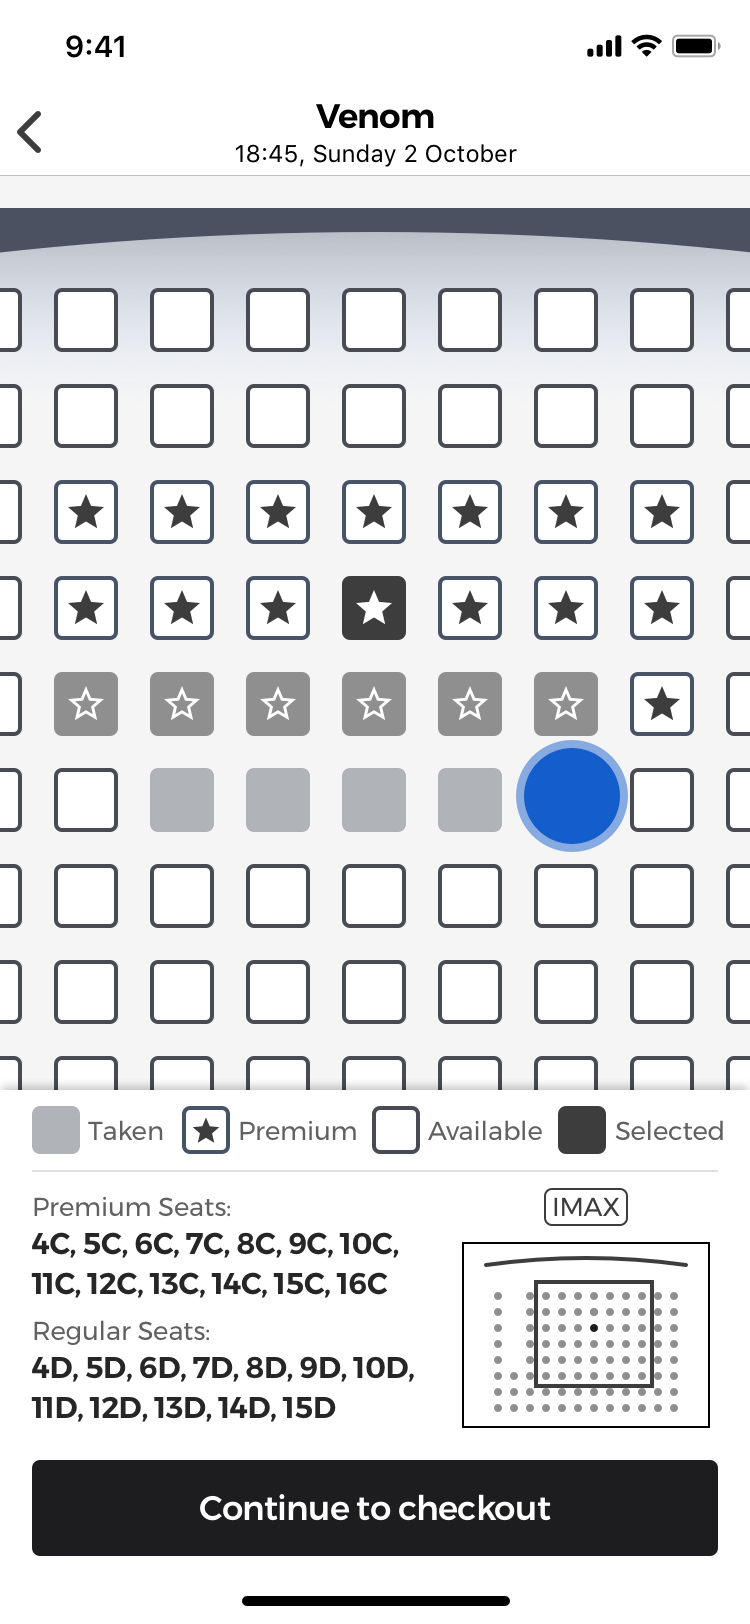 9:41
Venom
18:45, Sunday 2 October
Taken
Premium
Available
Selected
Premium Seats:
4C, 5C, 6C, 7C, 8C, 9C, 10C,
11C, 12C, 13C, 14C, 15C, 16C
Regular Seats:
4D, 5D, 6D, 7D, 8D, 9D, 10D,
11D, 12D, 13D, 14D, 15D
IMAX
Continue to checkout